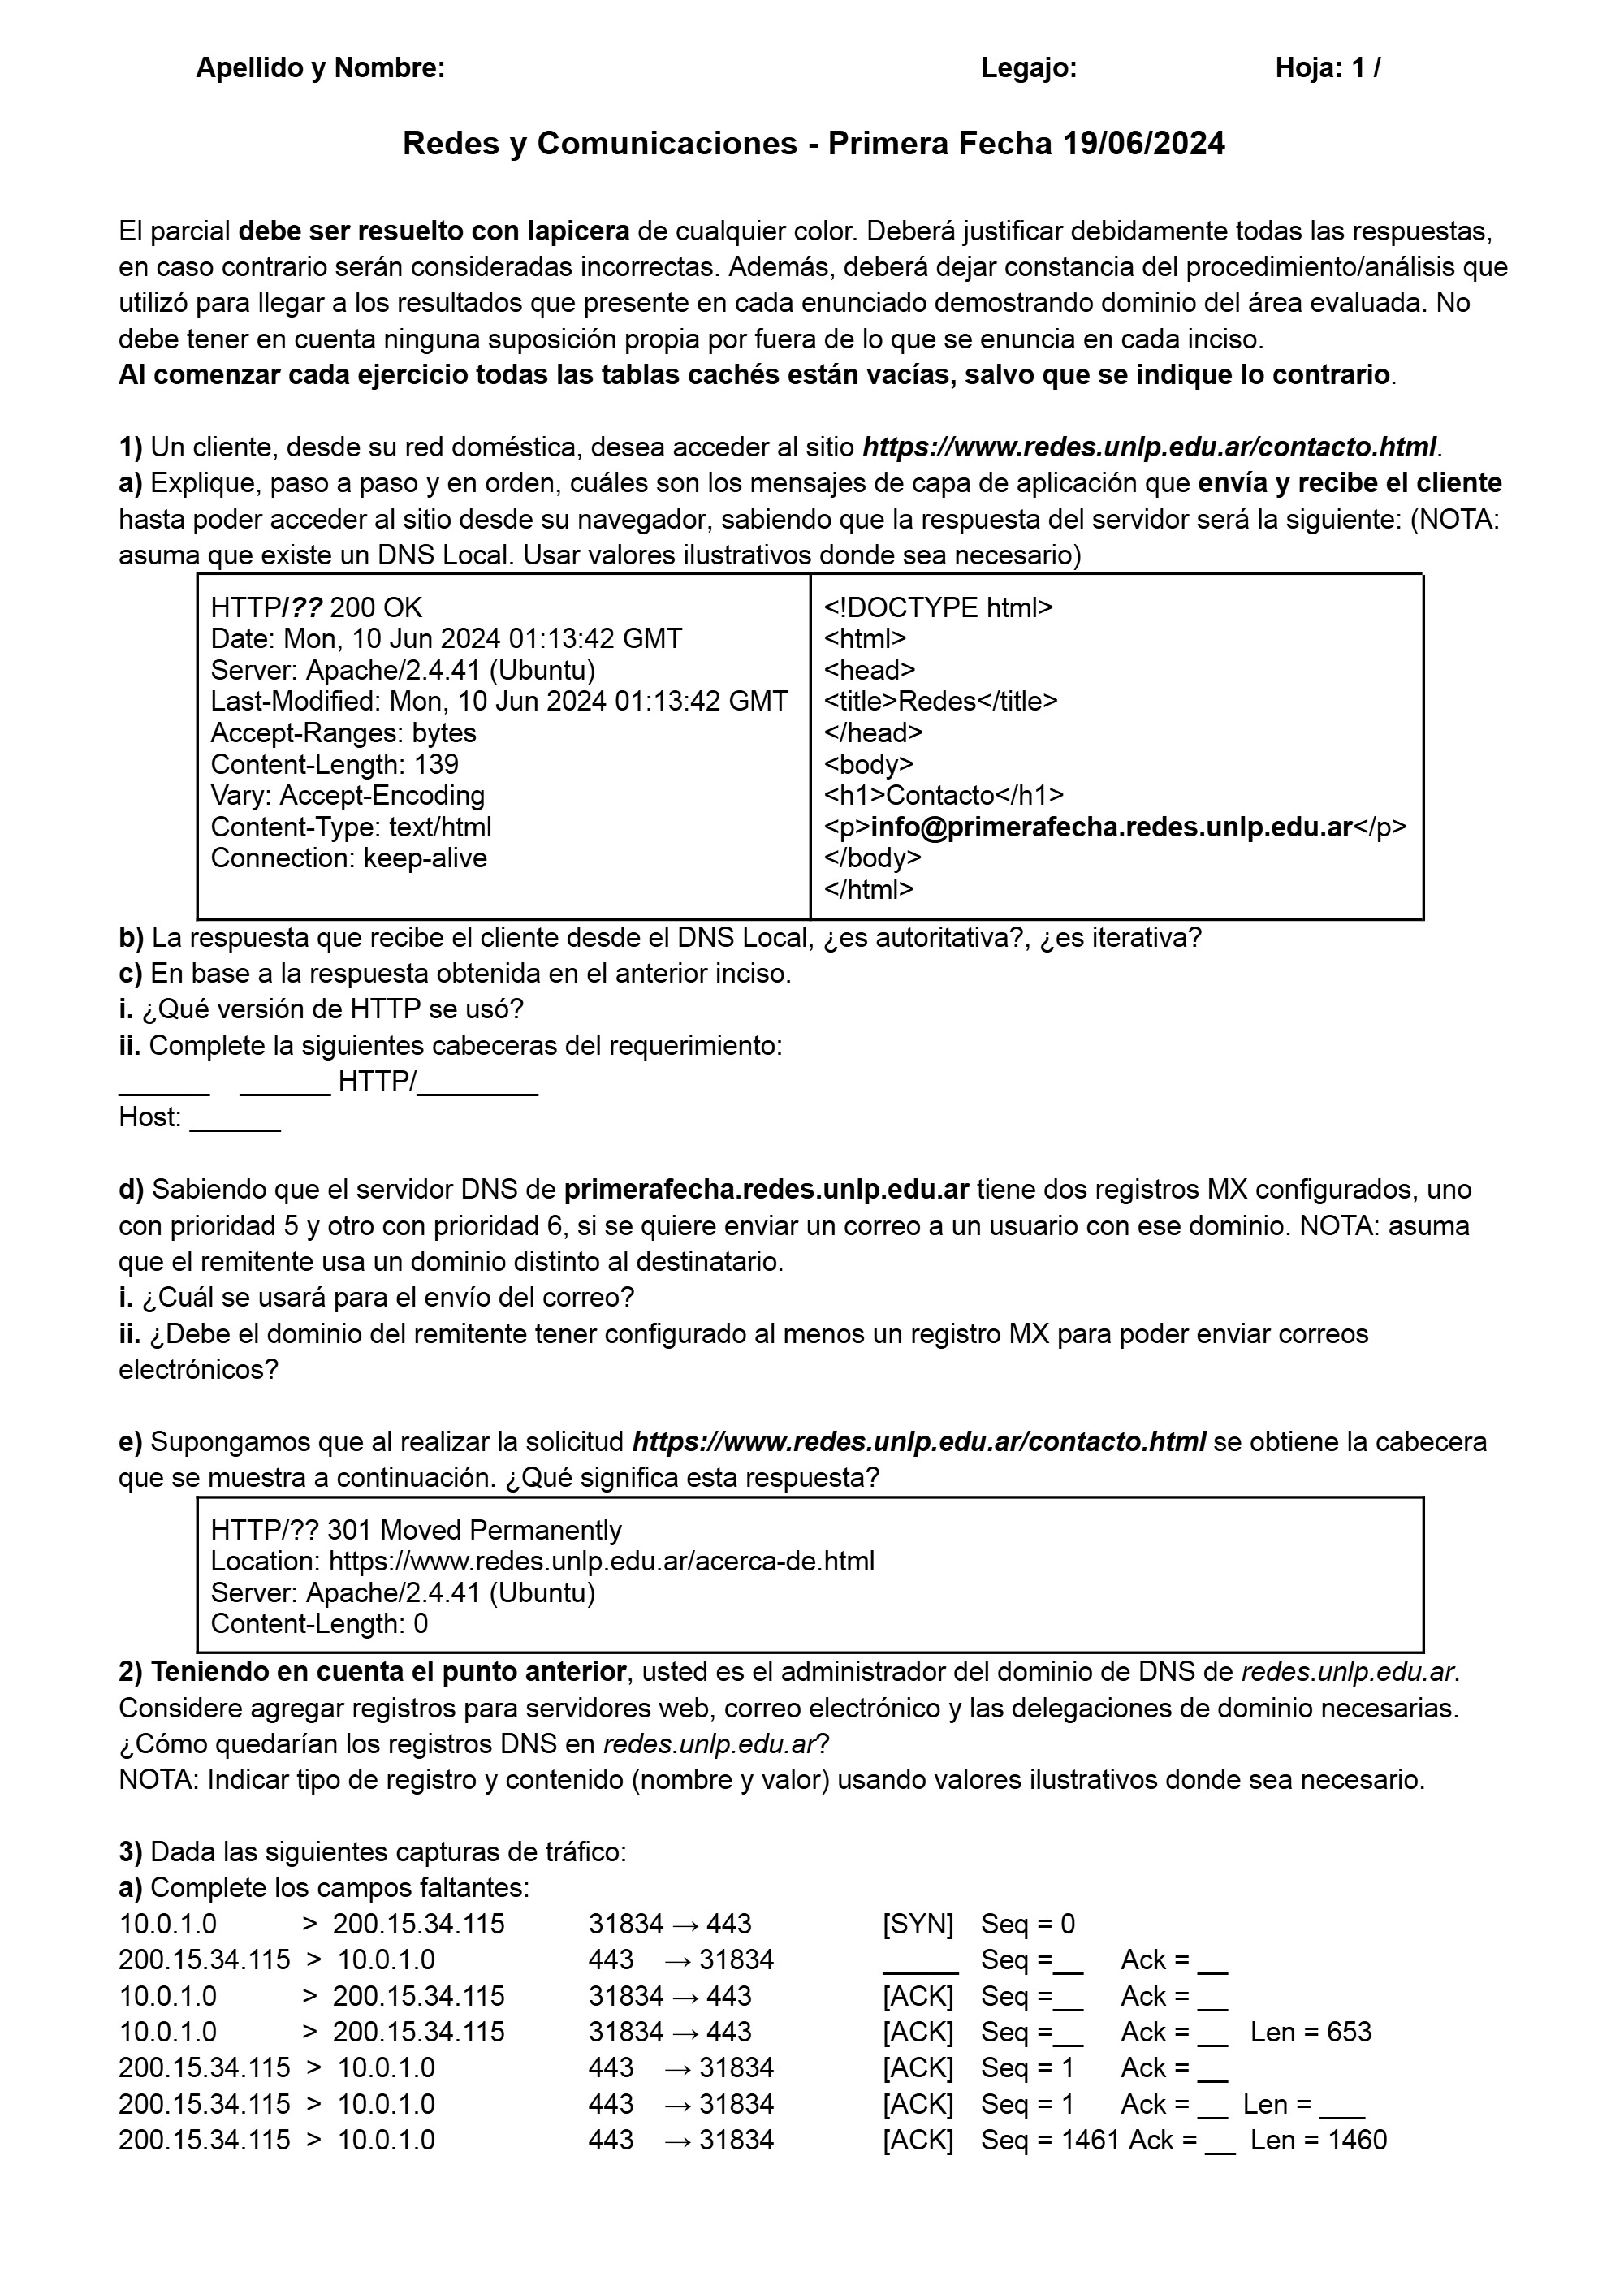 Apellido y Nombre: Legajo: Hoja: 1 /
Redes y Comunicaciones - Primera Fecha 19/06/2024
El parcial debe ser resuelto con lapicera de cualquier color. Deberá justificar debidamente todas las respuestas,
en caso contrario serán consideradas incorrectas. Además, deberá dejar constancia del procedimiento/análisis que
utilizó para llegar a los resultados que presente en cada enunciado demostrando dominio del área evaluada. No
debe tener en cuenta ninguna suposición propia por fuera de lo que se enuncia en cada inciso.
Al comenzar cada ejercicio todas las tablas cachés están vacías, salvo que se indique lo contrario.
1) Un cliente, desde su red doméstica, desea acceder al sitio https://www.redes.unlp.edu.ar/contacto.html.
a) Explique, paso a paso y en orden, cuáles son los mensajes de capa de aplicación que envía y recibe el cliente
hasta poder acceder al sitio desde su navegador, sabiendo que la respuesta del servidor será la siguiente: (NOTA:
asuma que existe un DNS Local. Usar valores ilustrativos donde sea necesario)
HTTP/?? 200 OK
Date: Mon, 10 Jun 2024 01:13:42 GMT
Server: Apache/2.4.41 (Ubuntu)
Last-Modified: Mon, 10 Jun 2024 01:13:42 GMT
Accept-Ranges: bytes
Content-Length: 139
Vary: Accept-Encoding
Content-Type: text/html
Connection: keep-alive
<!DOCTYPE html>
<html>
<head>
<title>Redes</title>
</head>
<body>
<h1>Contacto</h1>
<p>info@primerafecha.redes.unlp.edu.ar</p>
</body>
</html>
b) La respuesta que recibe el cliente desde el DNS Local, ¿es autoritativa?, ¿es iterativa?
c) En base a la respuesta obtenida en el anterior inciso.
i. ¿Qué versión de HTTP se usó?
ii. Complete la siguientes cabeceras del requerimiento:
______ ______ HTTP/________
Host: ______
d) Sabiendo que el servidor DNS de primerafecha.redes.unlp.edu.ar tiene dos registros MX configurados, uno
con prioridad 5 y otro con prioridad 6, si se quiere enviar un correo a un usuario con ese dominio. NOTA: asuma
que el remitente usa un dominio distinto al destinatario.
i. ¿Cuál se usará para el envío del correo?
ii. ¿Debe el dominio del remitente tener configurado al menos un registro MX para poder enviar correos
electrónicos?
e) Supongamos que al realizar la solicitud https://www.redes.unlp.edu.ar/contacto.html se obtiene la cabecera
que se muestra a continuación. ¿Qué significa esta respuesta?
HTTP/?? 301 Moved Permanently
Location: https://www.redes.unlp.edu.ar/acerca-de.html
Server: Apache/2.4.41 (Ubuntu)
Content-Length: 0
2) Teniendo en cuenta el punto anterior, usted es el administrador del dominio de DNS de redes.unlp.edu.ar.
Considere agregar registros para servidores web, correo electrónico y las delegaciones de dominio necesarias.
¿Cómo quedarían los registros DNS en redes.unlp.edu.ar?
NOTA: Indicar tipo de registro y contenido (nombre y valor) usando valores ilustrativos donde sea necesario.
3) Dada las siguientes capturas de tráfico:
a) Complete los campos faltantes:
10.0.1.0 > 200.15.34.115 31834 → 443 [SYN] Seq = 0
200.15.34.115 > 10.0.1.0 443 → 31834 _____ Seq =__ Ack = __
10.0.1.0 > 200.15.34.115 31834 → 443 [ACK] Seq =__ Ack = __
10.0.1.0 > 200.15.34.115 31834 → 443 [ACK] Seq =__ Ack = __ Len = 653
200.15.34.115 > 10.0.1.0 443 → 31834 [ACK] Seq = 1 Ack = __
200.15.34.115 > 10.0.1.0 443 → 31834 [ACK] Seq = 1 Ack = __ Len = ___
200.15.34.115 > 10.0.1.0 443 → 31834 [ACK] Seq = 1461 Ack = __ Len = 1460